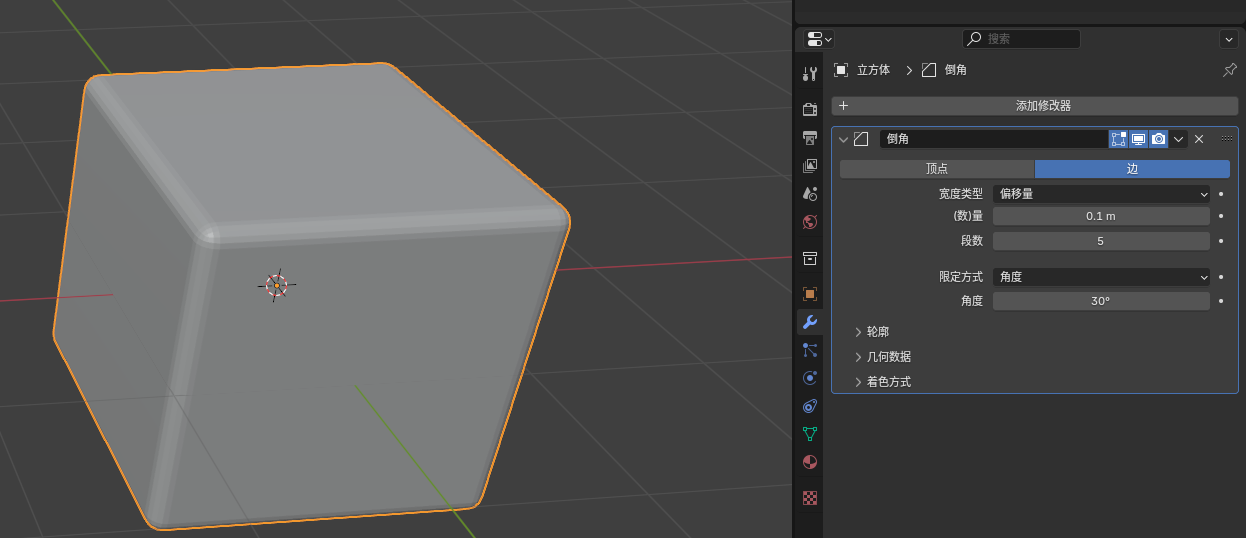 搜索
立方体 倒角
添加修改器
倒角
顶点 边
宽度类型 偏移量
(数)量 0.1 m
段数 5
限定方式 角度
角度 30°
轮廓
几何数据
着色方式